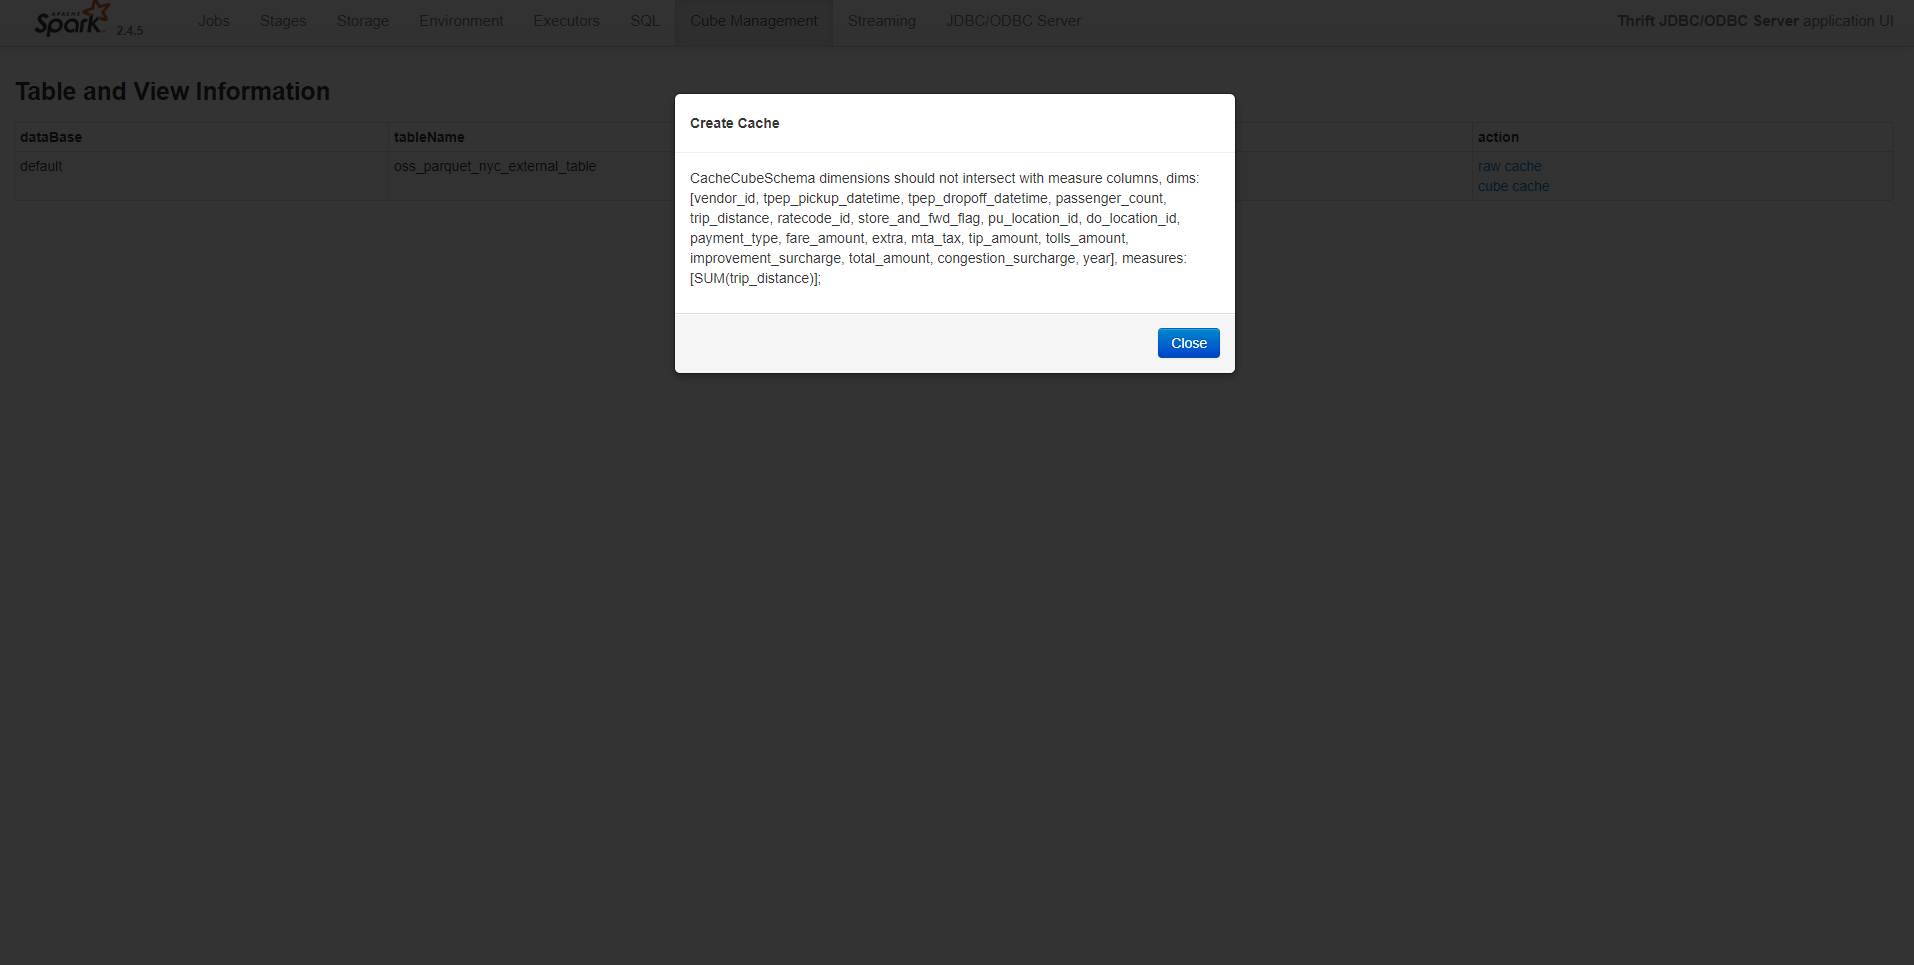 APACHE
Spark 2.4.5 Jobs Stages Storage Environment Executors SQL Cube Management Streaming JDBC/ODBC Server Thrift JDBC/ODBC Server application UI
Table and View Information
dataBase tableName action
default oss_parquet_nyc_external_table raw cache
cube cache
Create Cache
CacheCubeSchema dimensions should not intersect with measure columns, dims:
[vendor_id, tpep_pickup_datetime, tpep_dropoff_datetime, passenger_count,
trip_distance, ratecode_id, store_and_fwd_flag, pu_location_id, do_location_id,
payment_type, fare_amount, extra, mta_tax, tip_amount, tolls_amount,
improvement_surcharge, total_amount, congestion_surcharge, year], measures:
[SUM(trip_distance)];
Close